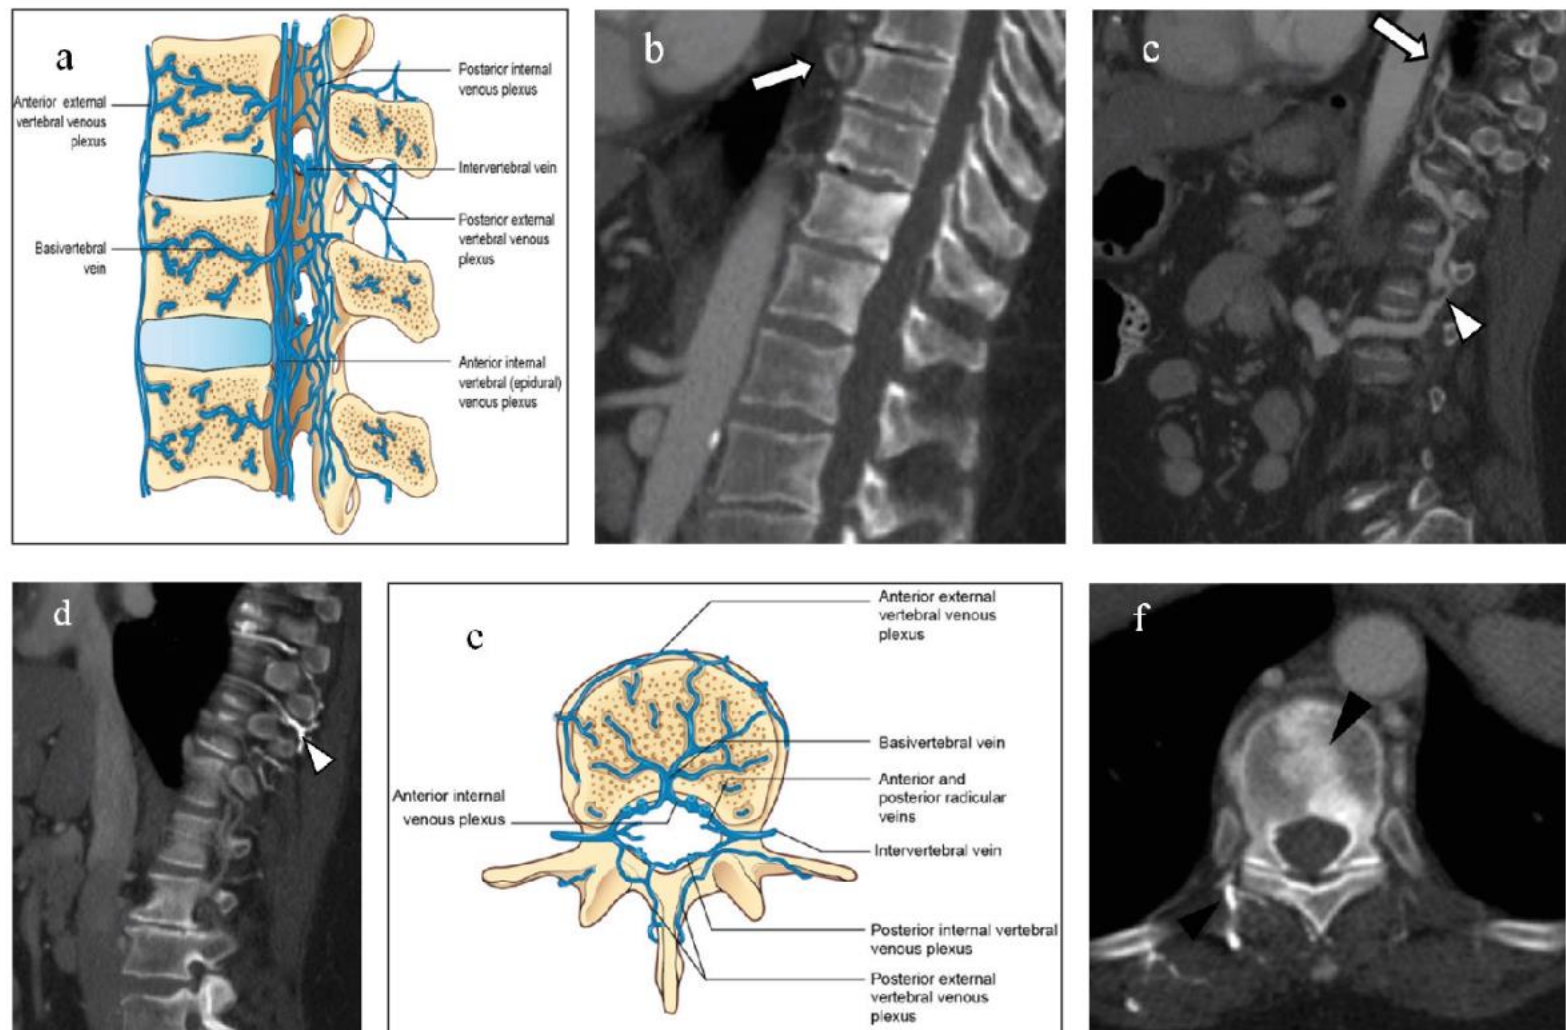 a
Anterior external
vertebral venous
plexus
Basivertebral
vein
Posterior internal
venous plexus
Intervertebral vein
Posterior external
vertebral venous
plexus
Anterior internal
vertebral (epidural)
venous plexus
b
c
d
c
Anterior external
vertebral venous
plexus
Basivertebral vein
Anterior and
posterior radicular
veins
Anterior internal
venous plexus
Intervertebral vein
Posterior internal vertebral
venous plexus
Posterior external
vertebral venous
plexus
f